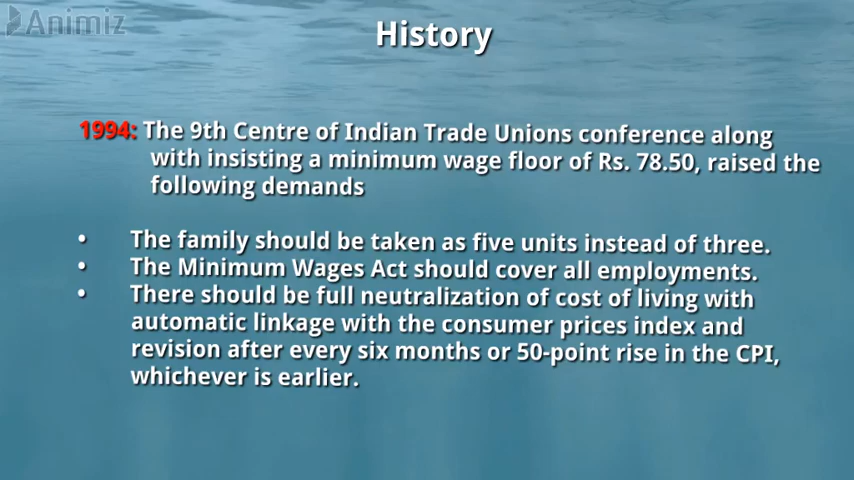 Animiz
History
1994: The 9th Centre of Indian Trade Unions conference along
with insisting a minimum wage floor of Rs. 78.50, raised the
following demands
• The family should be taken as five units instead of three.
• The Minimum Wages Act should cover all employments.
• There should be full neutralization of cost of living with
automatic linkage with the consumer prices index and
revision after every six months or 50-point rise in the CPI,
whichever is earlier.